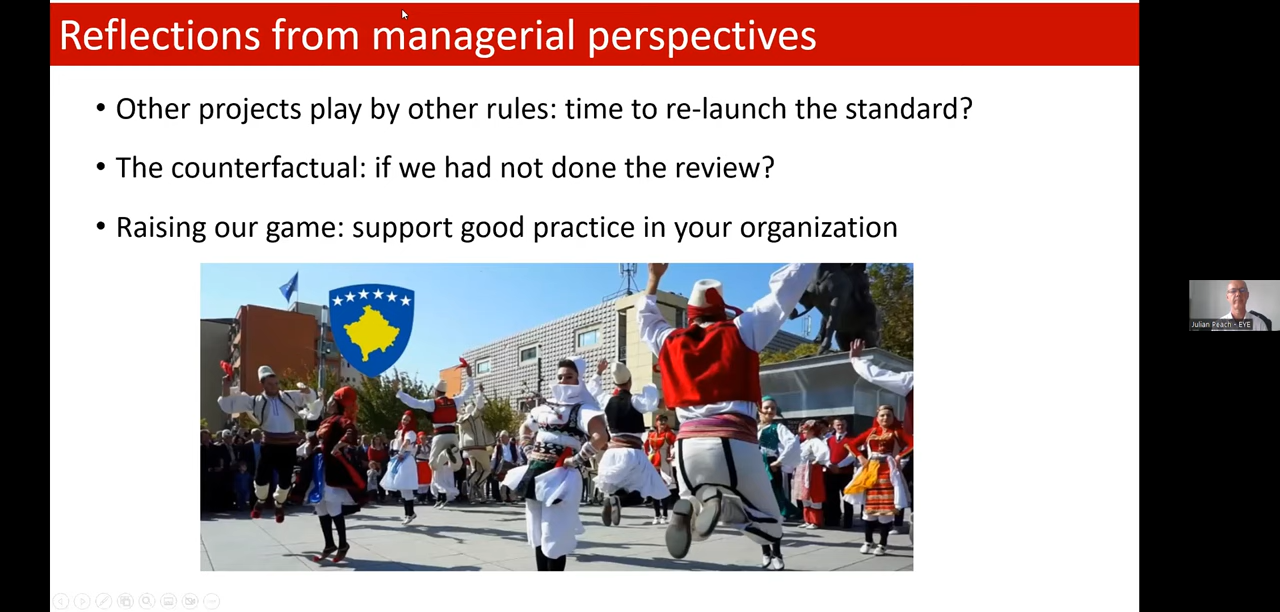 Reflections from managerial perspectives
• Other projects play by other rules: time to re-launch the standard?
• The counterfactual: if we had not done the review?
• Raising our game: support good practice in your organization
Julian Peach - EYE